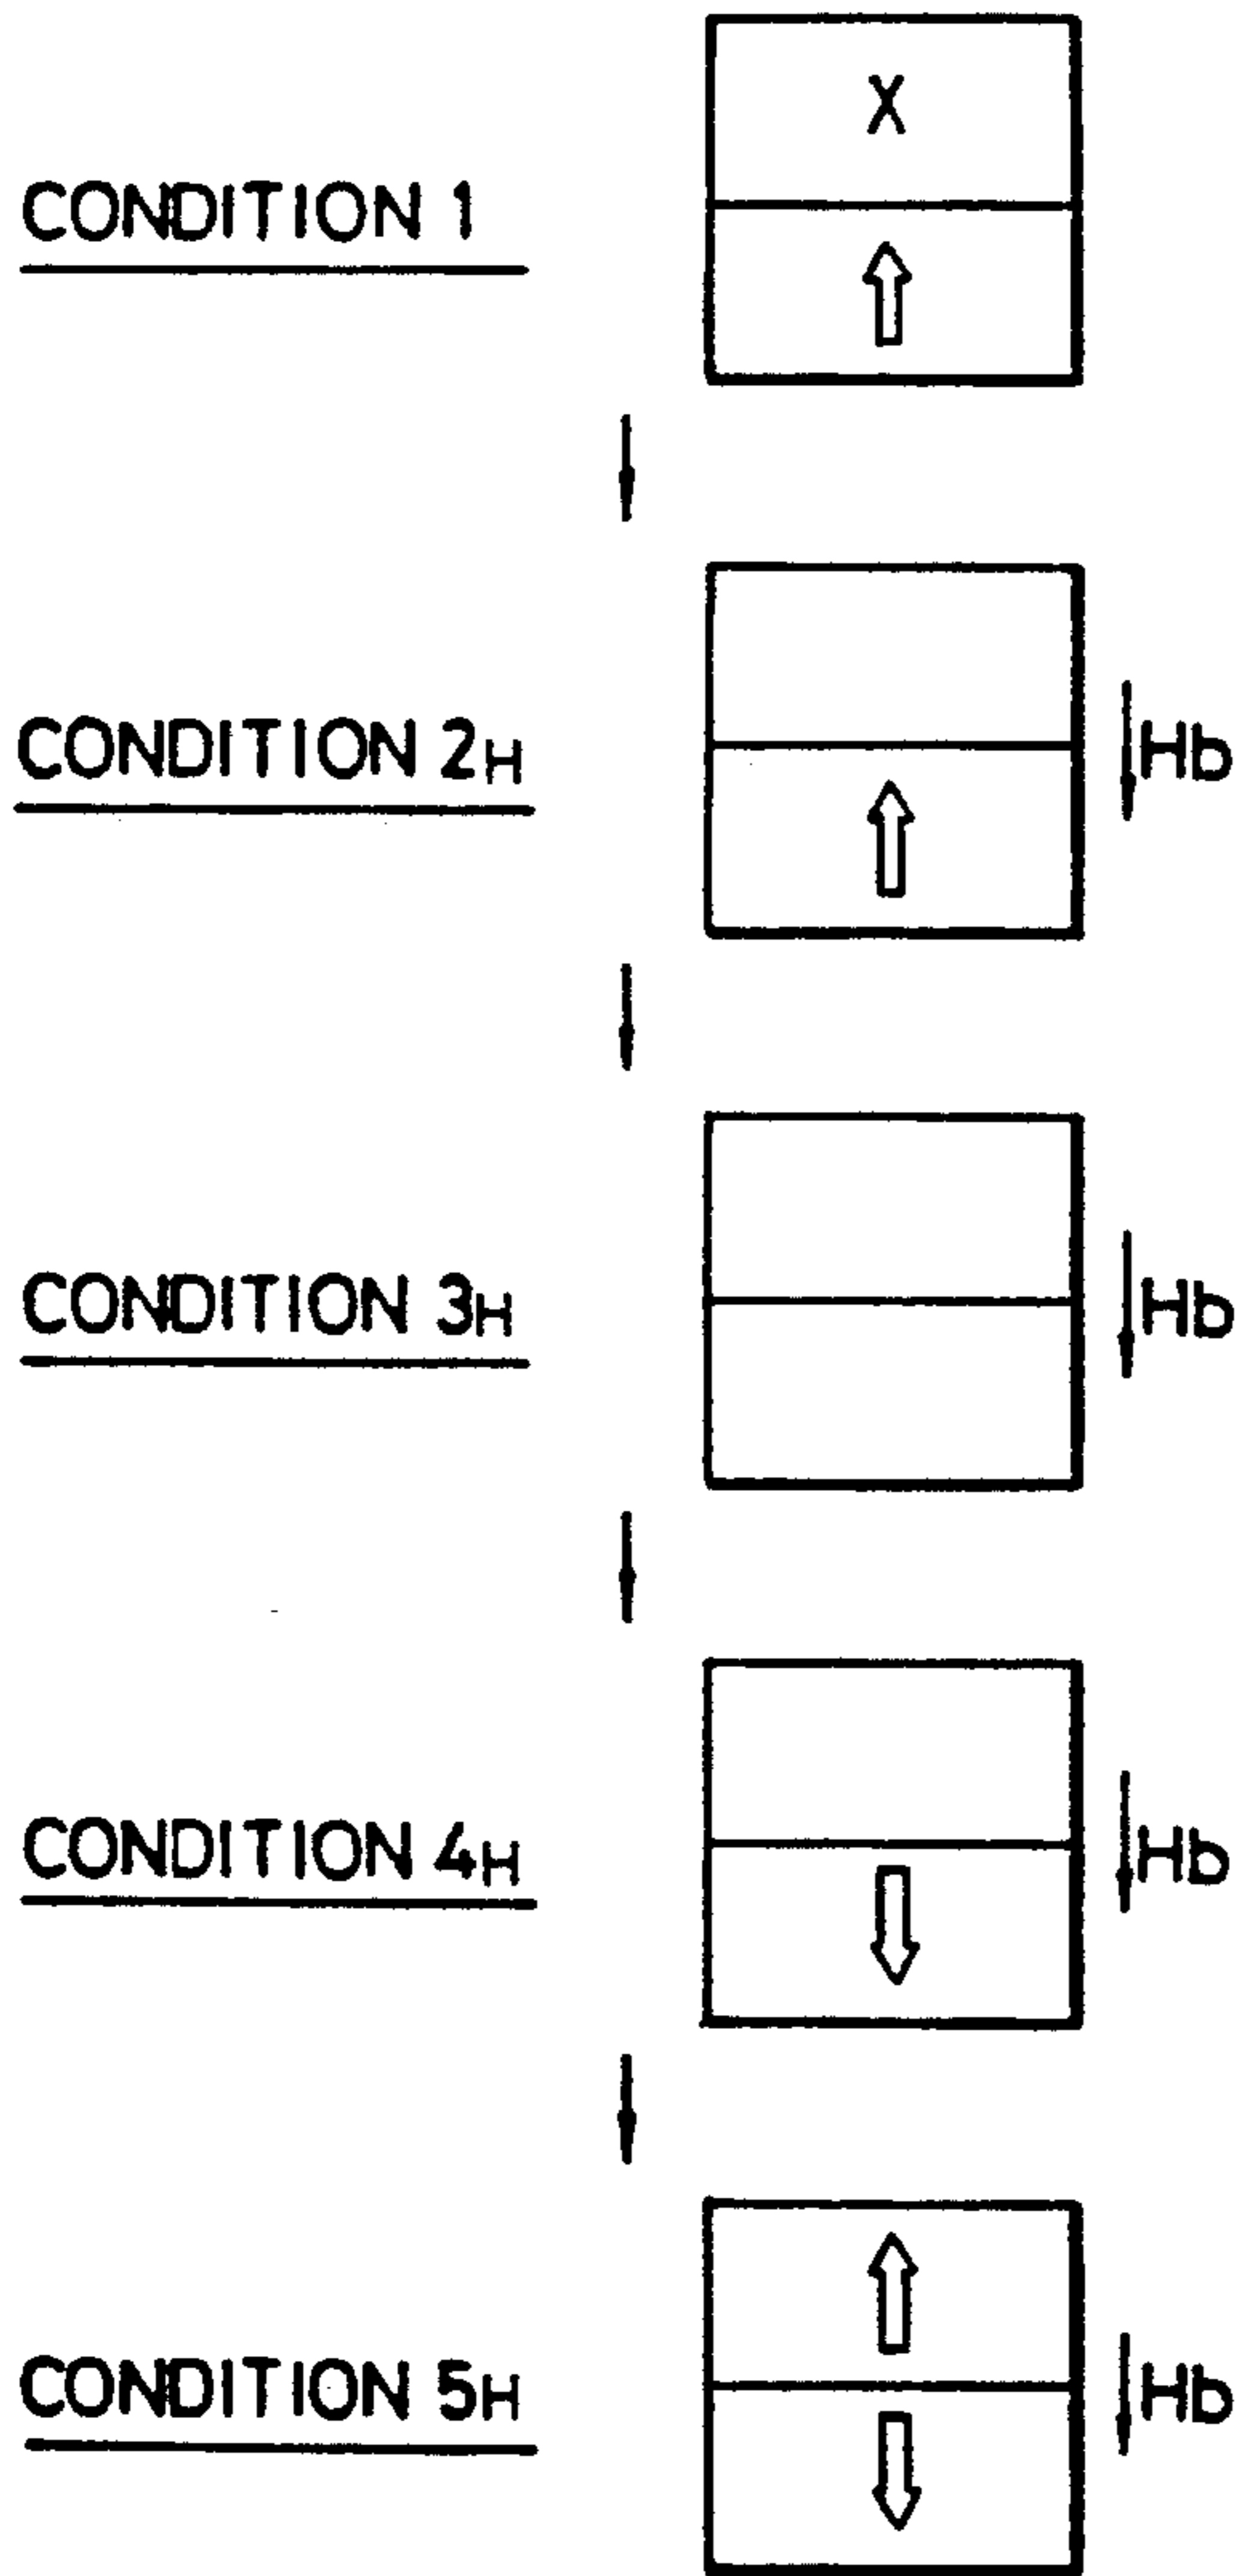 X
CONDITION 1
CONDITION 2H
Hb
CONDITION 3H
Hb
CONDITION 4H
Hb
CONDITION 5H
Hb